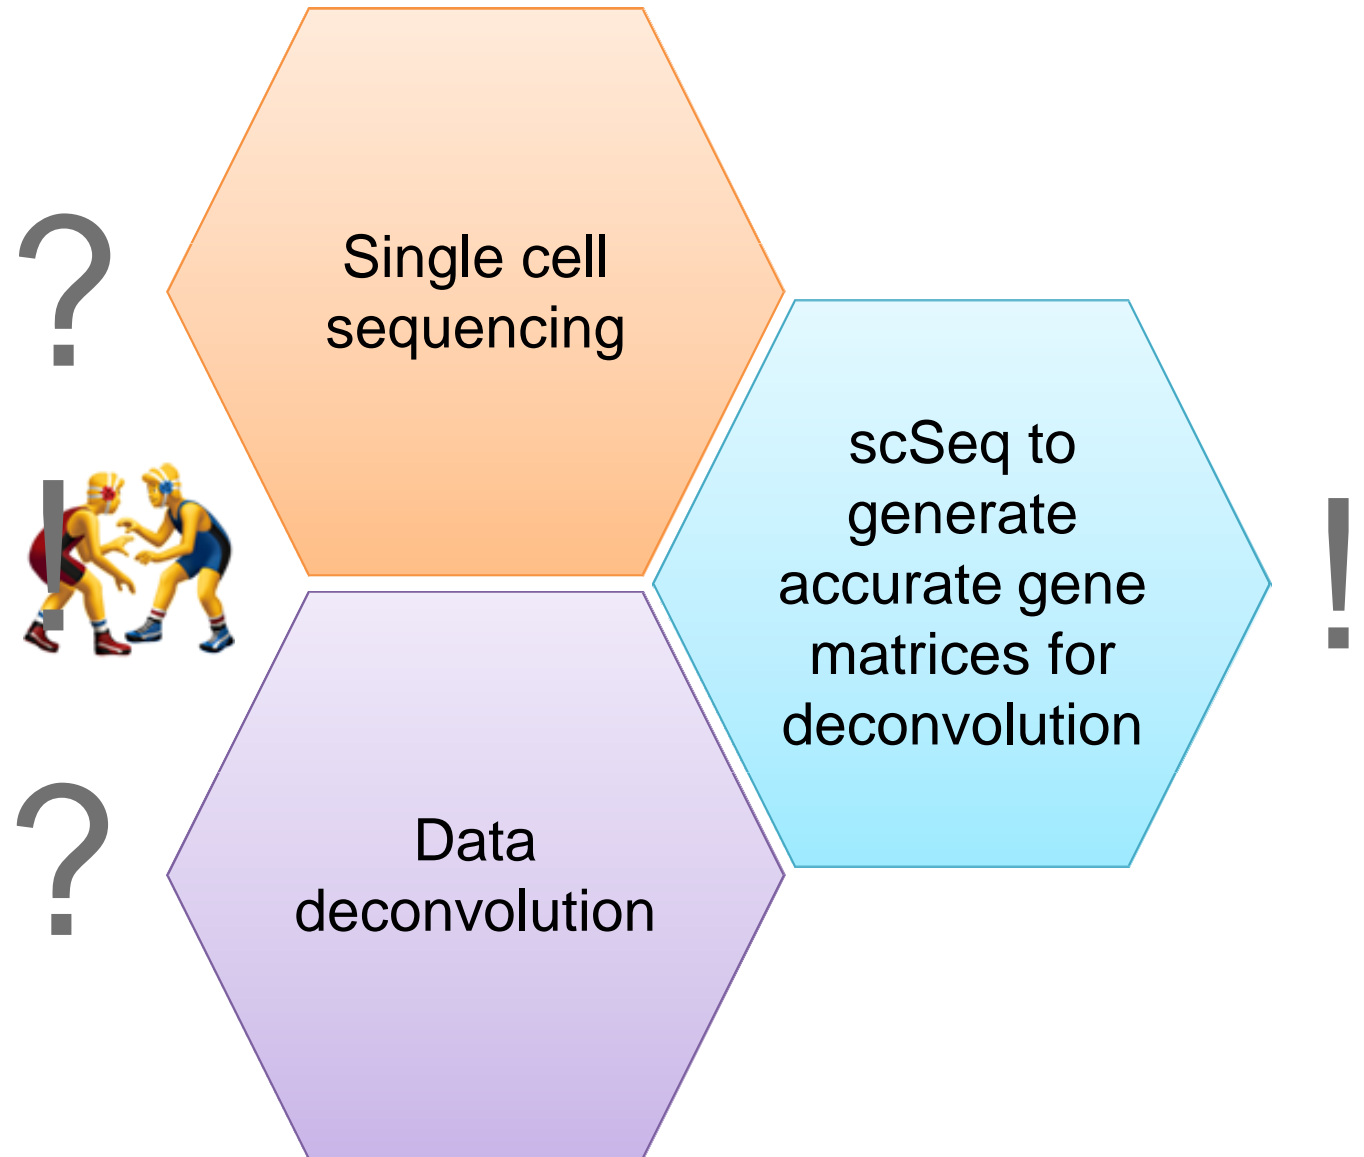 ?
Single cell
sequencing
!
?
Data
deconvolution
scSeq to
generate
accurate gene
matrices for
deconvolution
!